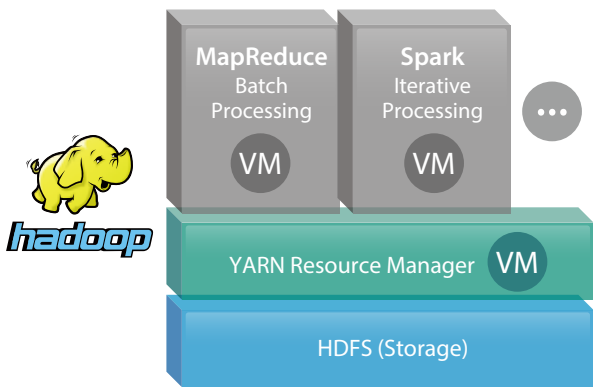 MapReduce
Batch
Processing
VM
Spark
Iterative
Processing
VM
...
hadoop
YARN Resource Manager
VM
HDFS (Storage)